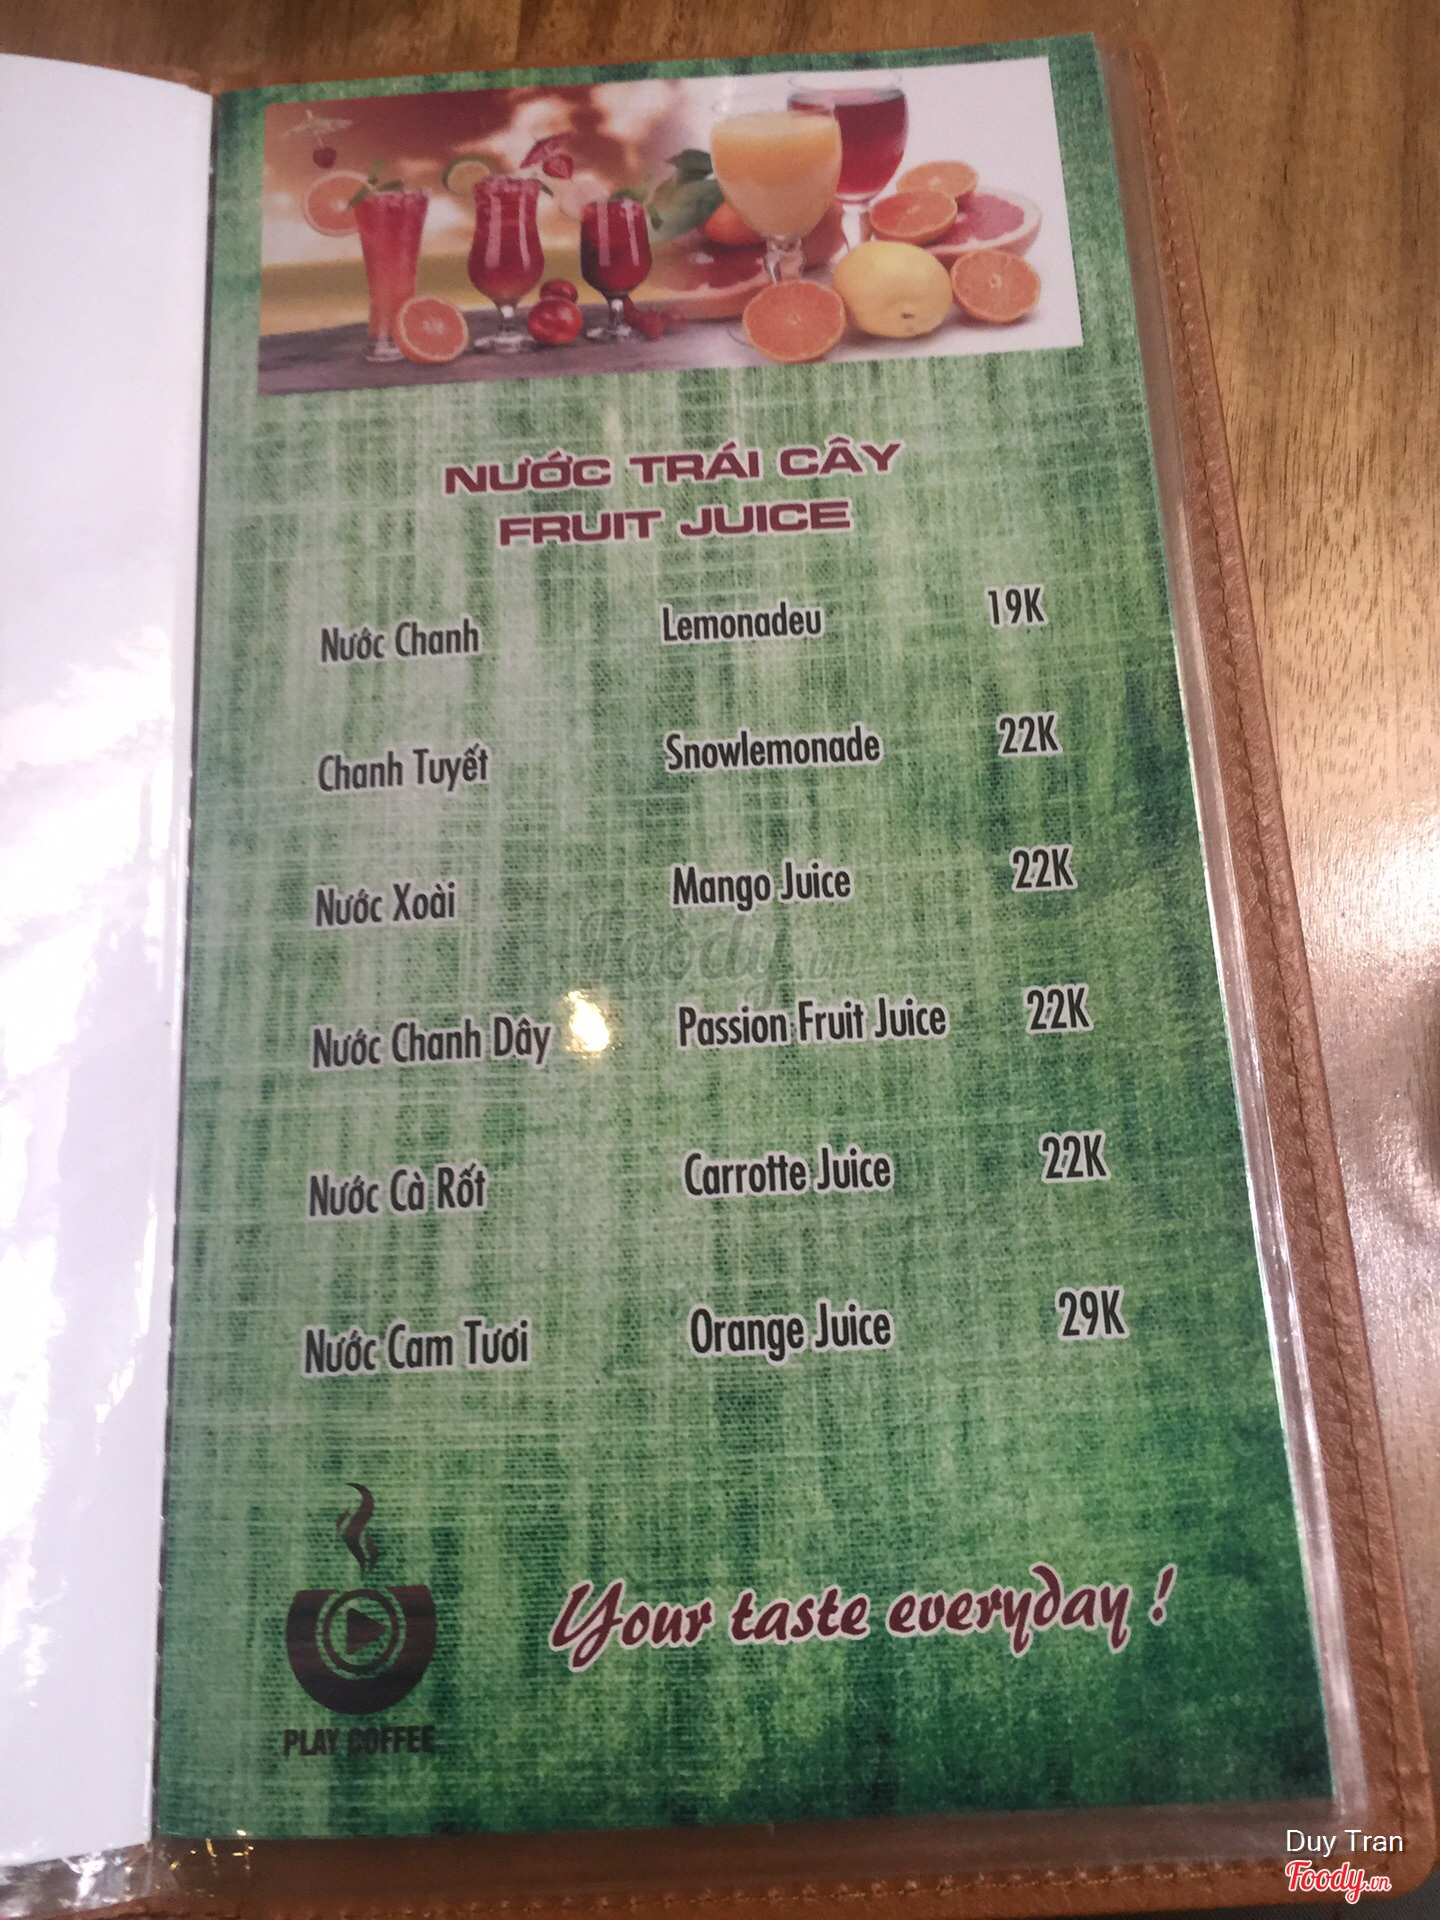 NƯỚC TRÁI CÂY
FRUIT JUICE
Nước Chanh Lemonadeu 19K
Chanh Tuyết Snowlemonade 22K
Nước Xoài Mango Juice 22K
Foody.vn
Nước Chanh Dây Passion Fruit Juice 22K
Nước Cà Rốt Carrotte Juice 22K
Nước Cam Tươi Orange Juice 29K
Your taste everyday !
PLAY COFFEE
Duy Tran
Foody.vn